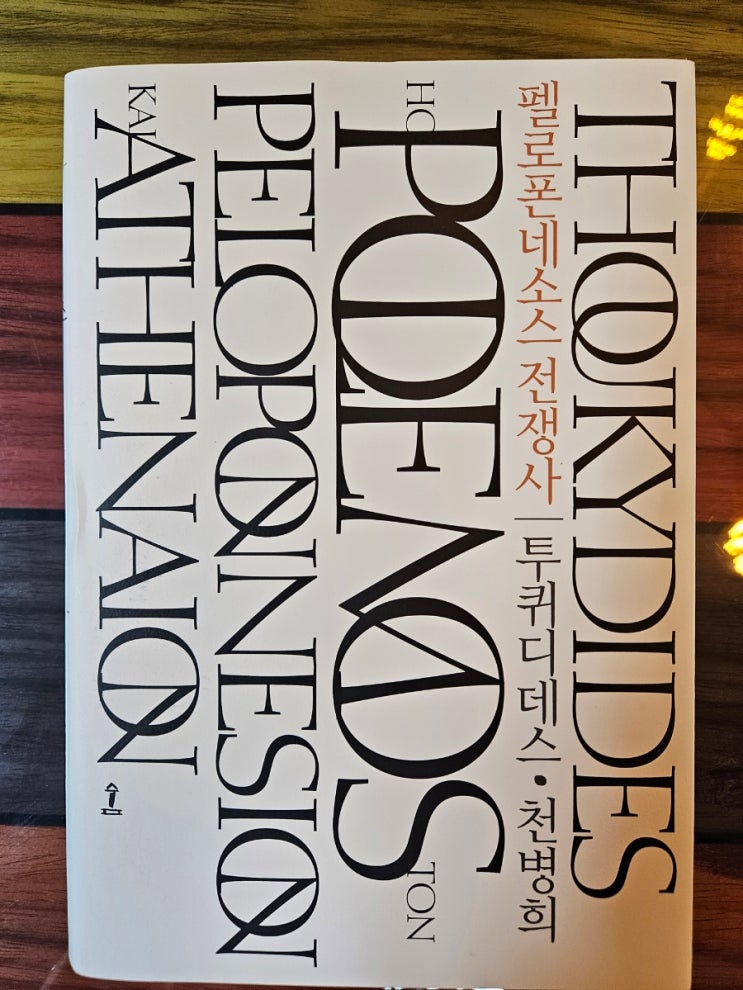 THOUKYDIDES
펠로폰네소스 전쟁사 | 투퀴디데스 · 천병희
HO POLEMOS TON
PELOPONNESION
KAI ATHENAION